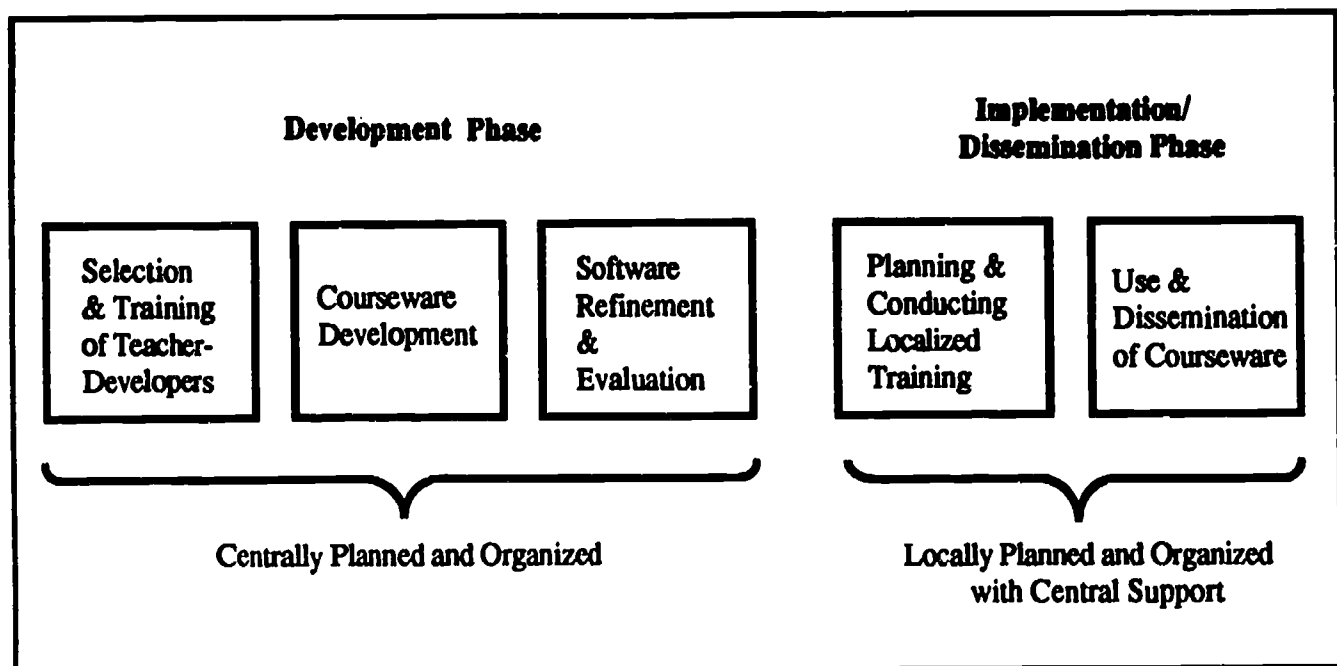 Development Phase
Implementation/
Dissemination Phase
Selection
& Training
of Teacher-
Developers
Courseware
Development
Software
Refinement
&
Evaluation
Planning &
Conducting
Localized
Training
Use &
Dissemination
of Courseware
Centrally Planned and Organized
Locally Planned and Organized
with Central Support